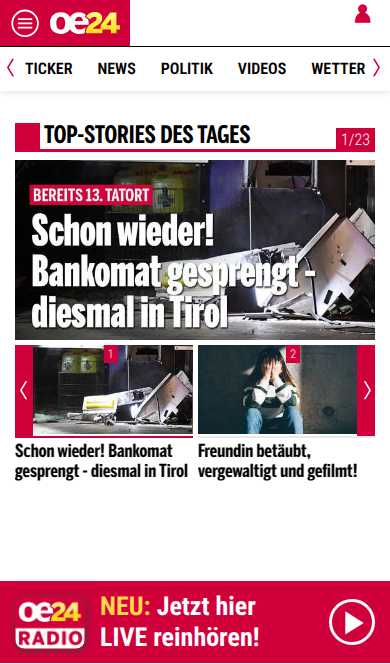 oe24
TICKER NEWS POLITIK VIDEOS WETTER
TOP-STORIES DES TAGES
1/23
BEREITS 13. TATORT
Schon wieder!
Bankomat gesprengt -
diesmal in Tirol
1
2
Schon wieder! Bankomat
gesprengt - diesmal in Tirol
Freundin betäubt,
vergewaltigt und gefilmt!
oe24
RADIO
NEU: Jetzt hier
LIVE reinhören!